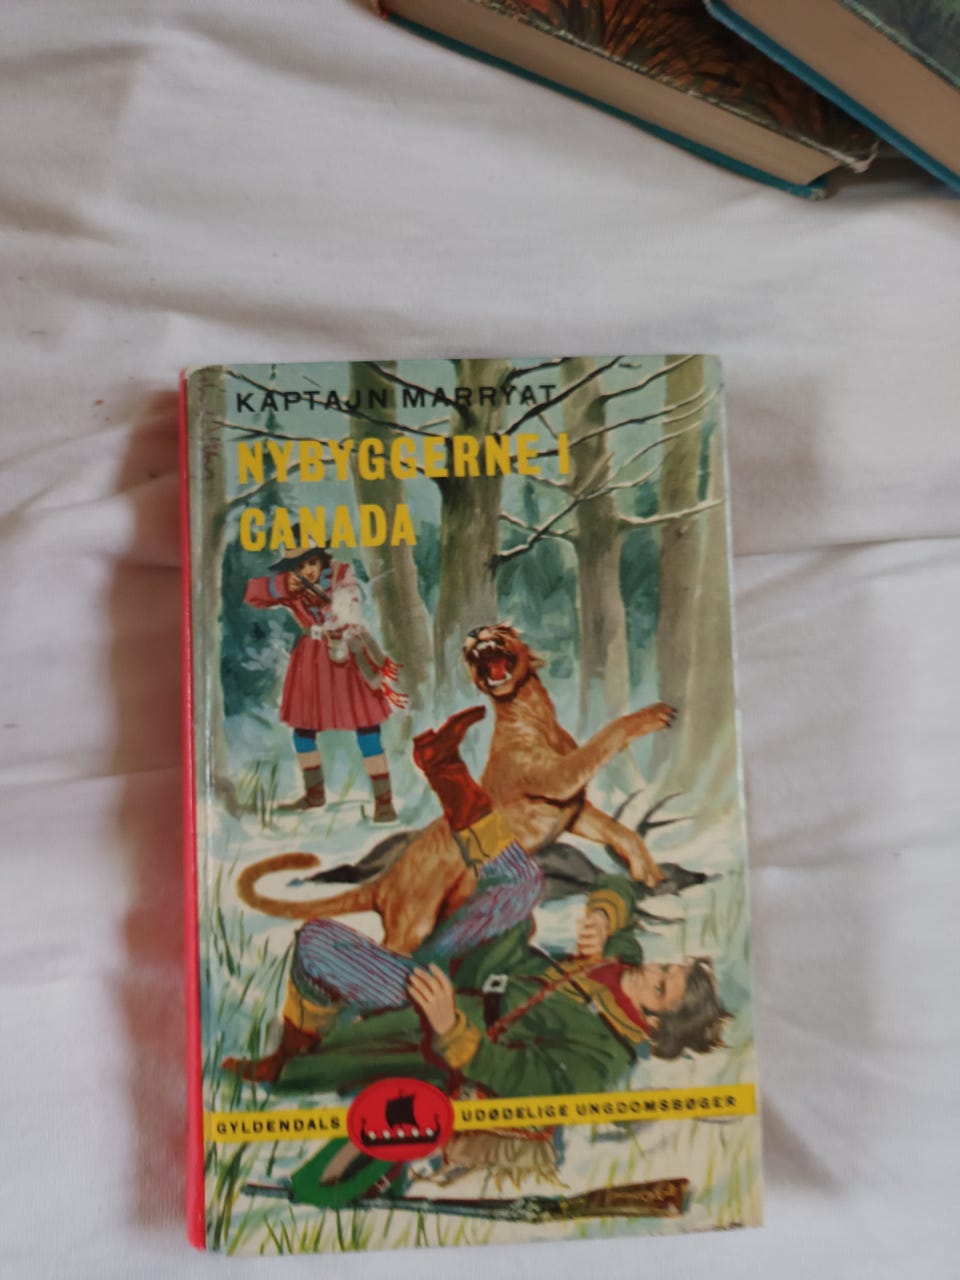 KAPTAJN MARRYAT
NYBYGGERNE I
CANADA
GYLDENDALS UDØDELIGE UNGDOMSBØGER